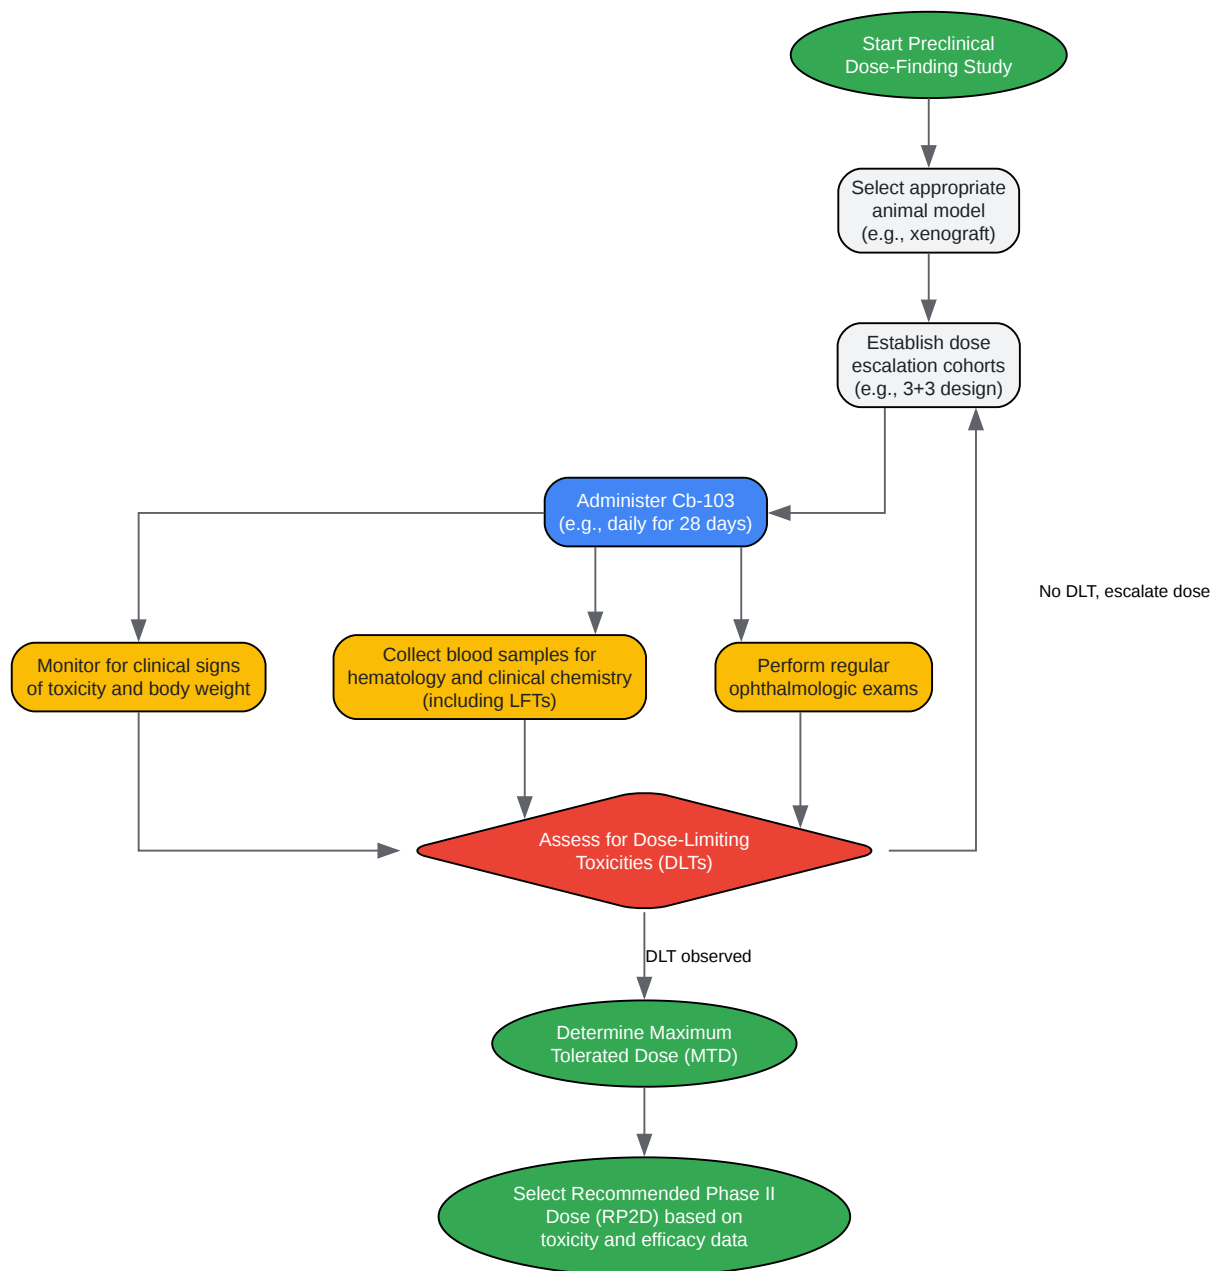 Start Preclinical
Dose-Finding Study
Select appropriate
animal model
(e.g., xenograft)
Establish dose
escalation cohorts
(e.g., 3+3 design)
Administer Cb-103
(e.g., daily for 28 days)
No DLT, escalate dose
Monitor for clinical signs
of toxicity and body weight
Collect blood samples for
hematology and clinical chemistry
(including LFTs)
Perform regular
ophthalmologic exams
Assess for Dose-Limiting
Toxicities (DLTs)
DLT observed
Determine Maximum
Tolerated Dose (MTD)
Select Recommended Phase II
Dose (RP2D) based on
toxicity and efficacy data